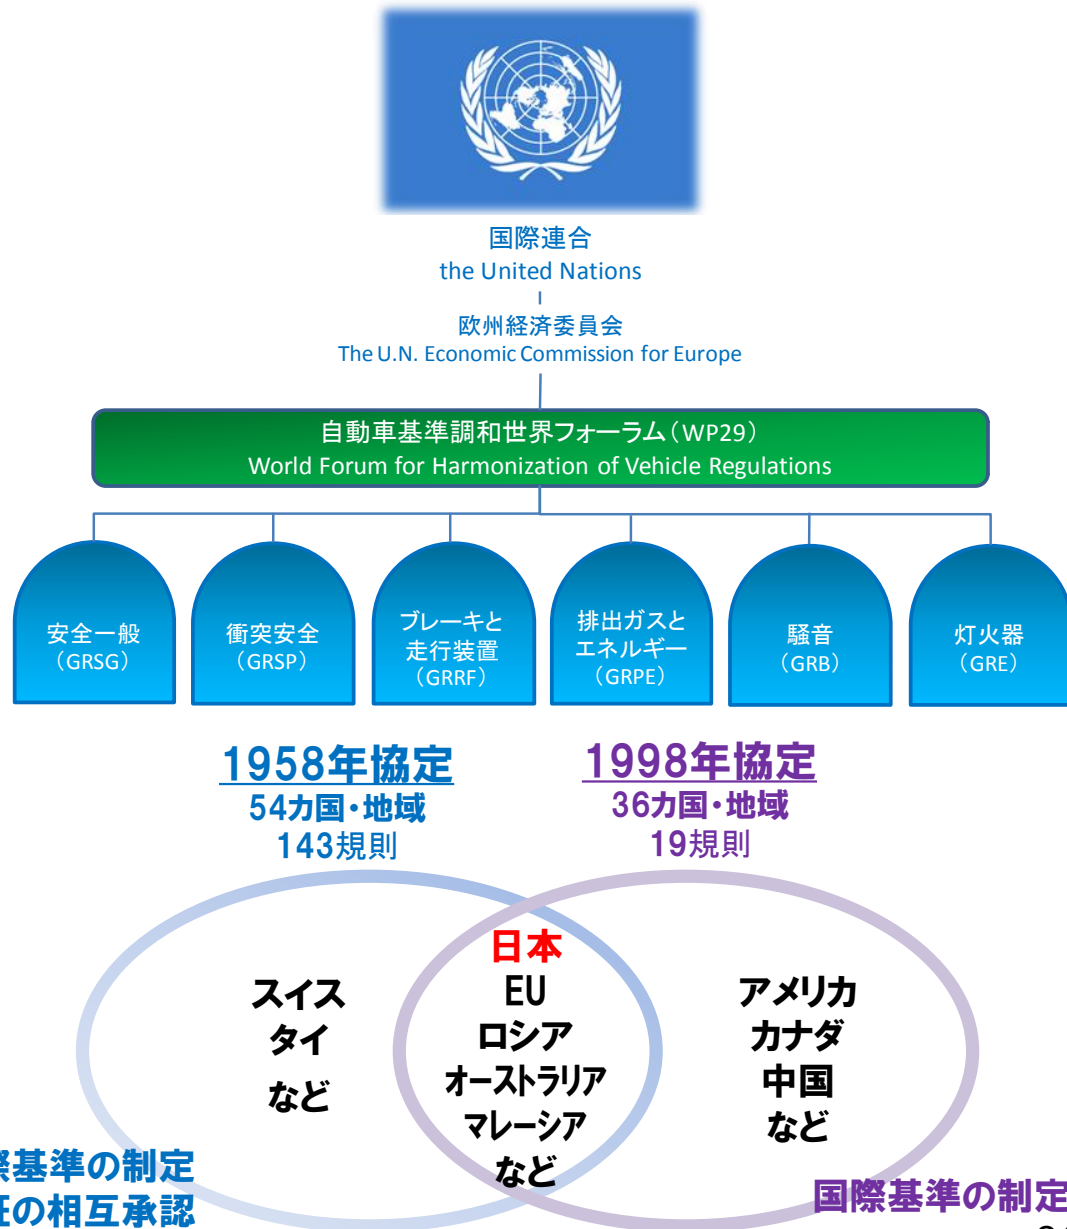 国際連合
the United Nations
欧州経済委員会
The U.N. Economic Commission for Europe
自動車基準調和世界フォーラム(WP29)
World Forum for Harmonization of Vehicle Regulations
安全一般
(GRSG)
衝突安全
(GRSP)
ブレーキと
走行装置
(GRRF)
排出ガスと
エネルギー
(GRPE)
騒音
(GRB)
灯火器
(GRE)
1958年協定
54カ国・地域
143規則
1998年協定
36カ国・地域
19規則
スイス
タイ
など
日本
EU
ロシア
オーストラリア
マレーシア
など
アメリカ
カナダ
中国
など
際基準の制定
証の相互承認
国際基準の制定